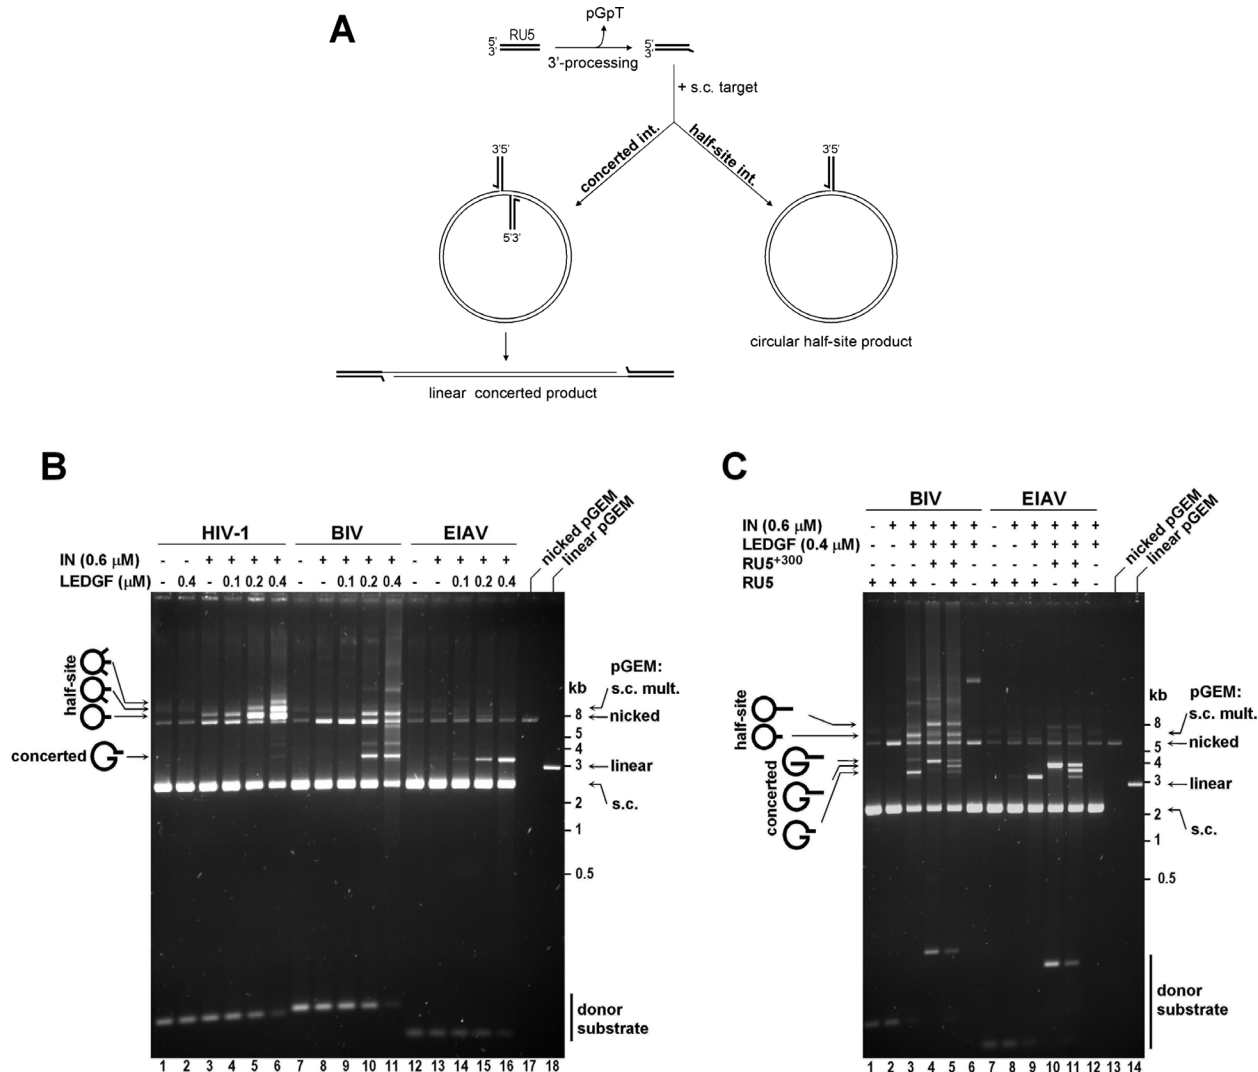 A
pGpT
5' RU5
3'
3'-processing
5'
3'
+ s.c. target
concerted int.
half-site int.
3'5'
5'3'
3'5'
circular half-site product
linear concerted product
B
HIV-1 BIV EIAV
nicked pGEM
linear pGEM
IN (0.6 µM) - - + + + + - + + + + - + + + +
LEDGF (µM) - 0.4 - 0.1 0.2 0.4 - - 0.1 0.2 0.4 - - 0.1 0.2 0.4
half-site
concerted
kb
8
5
4
3
2
1
0.5
pGEM:
s.c. mult.
nicked
linear
s.c.
donor
substrate
1 2 3 4 5 6 7 8 9 10 11 12 13 14 15 16 17 18
C
BIV EIAV
nicked pGEM
linear pGEM
IN (0.6 µM) - + + + + + - + + + + +
LEDGF (0.4 µM) - - + + + + - - + + + +
RU5+300 - - - + + - - - - + + -
RU5 + + + - + - + + + - + -
half-site
concerted
kb
8
5
4
3
2
1
0.5
pGEM:
s.c. mult.
nicked
linear
s.c.
donor
substrate
1 2 3 4 5 6 7 8 9 10 11 12 13 14